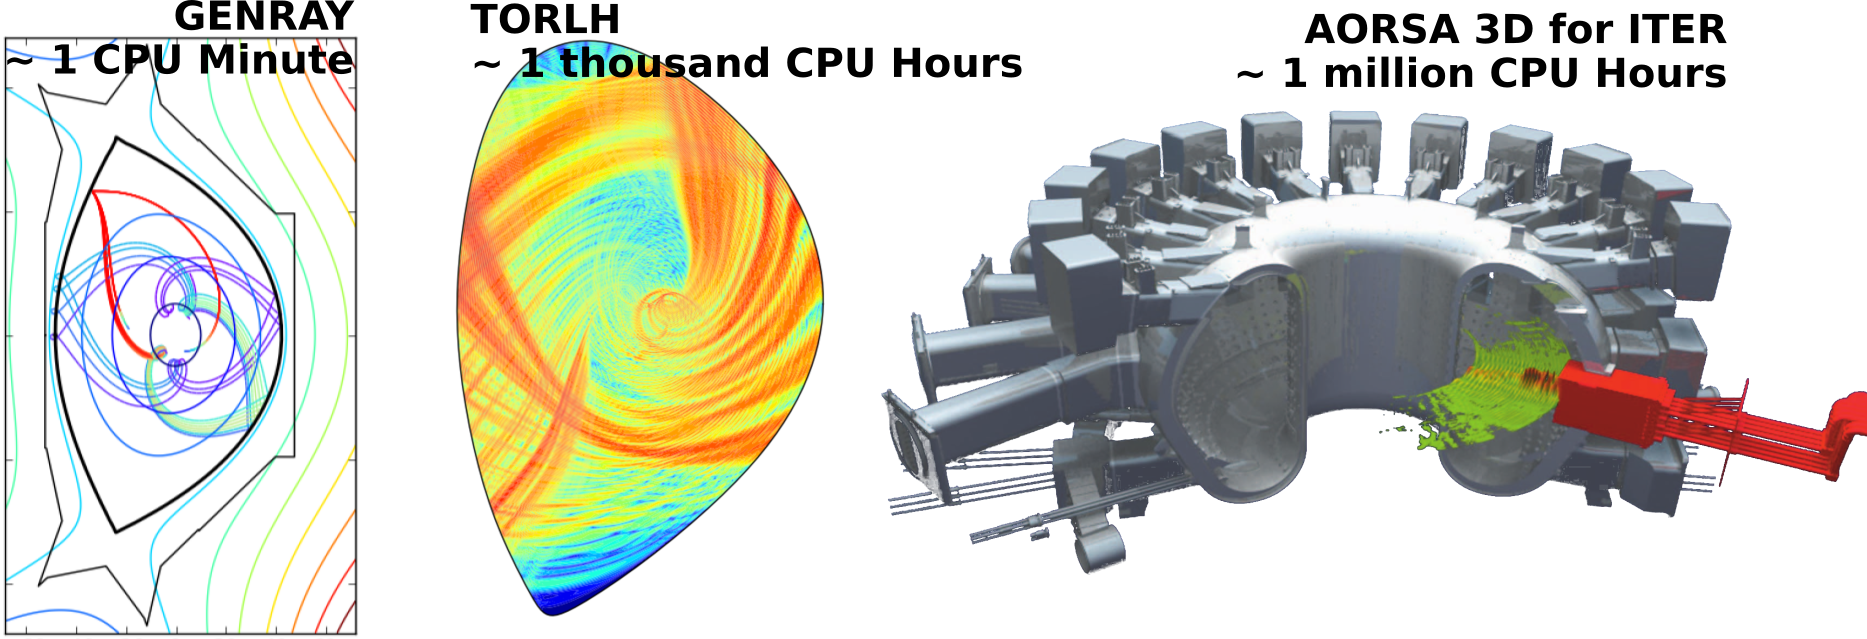 GENRAY
~ 1 CPU Minute
TORLH
~ 1 thousand CPU Hours
AORSA 3D for ITER
~ 1 million CPU Hours